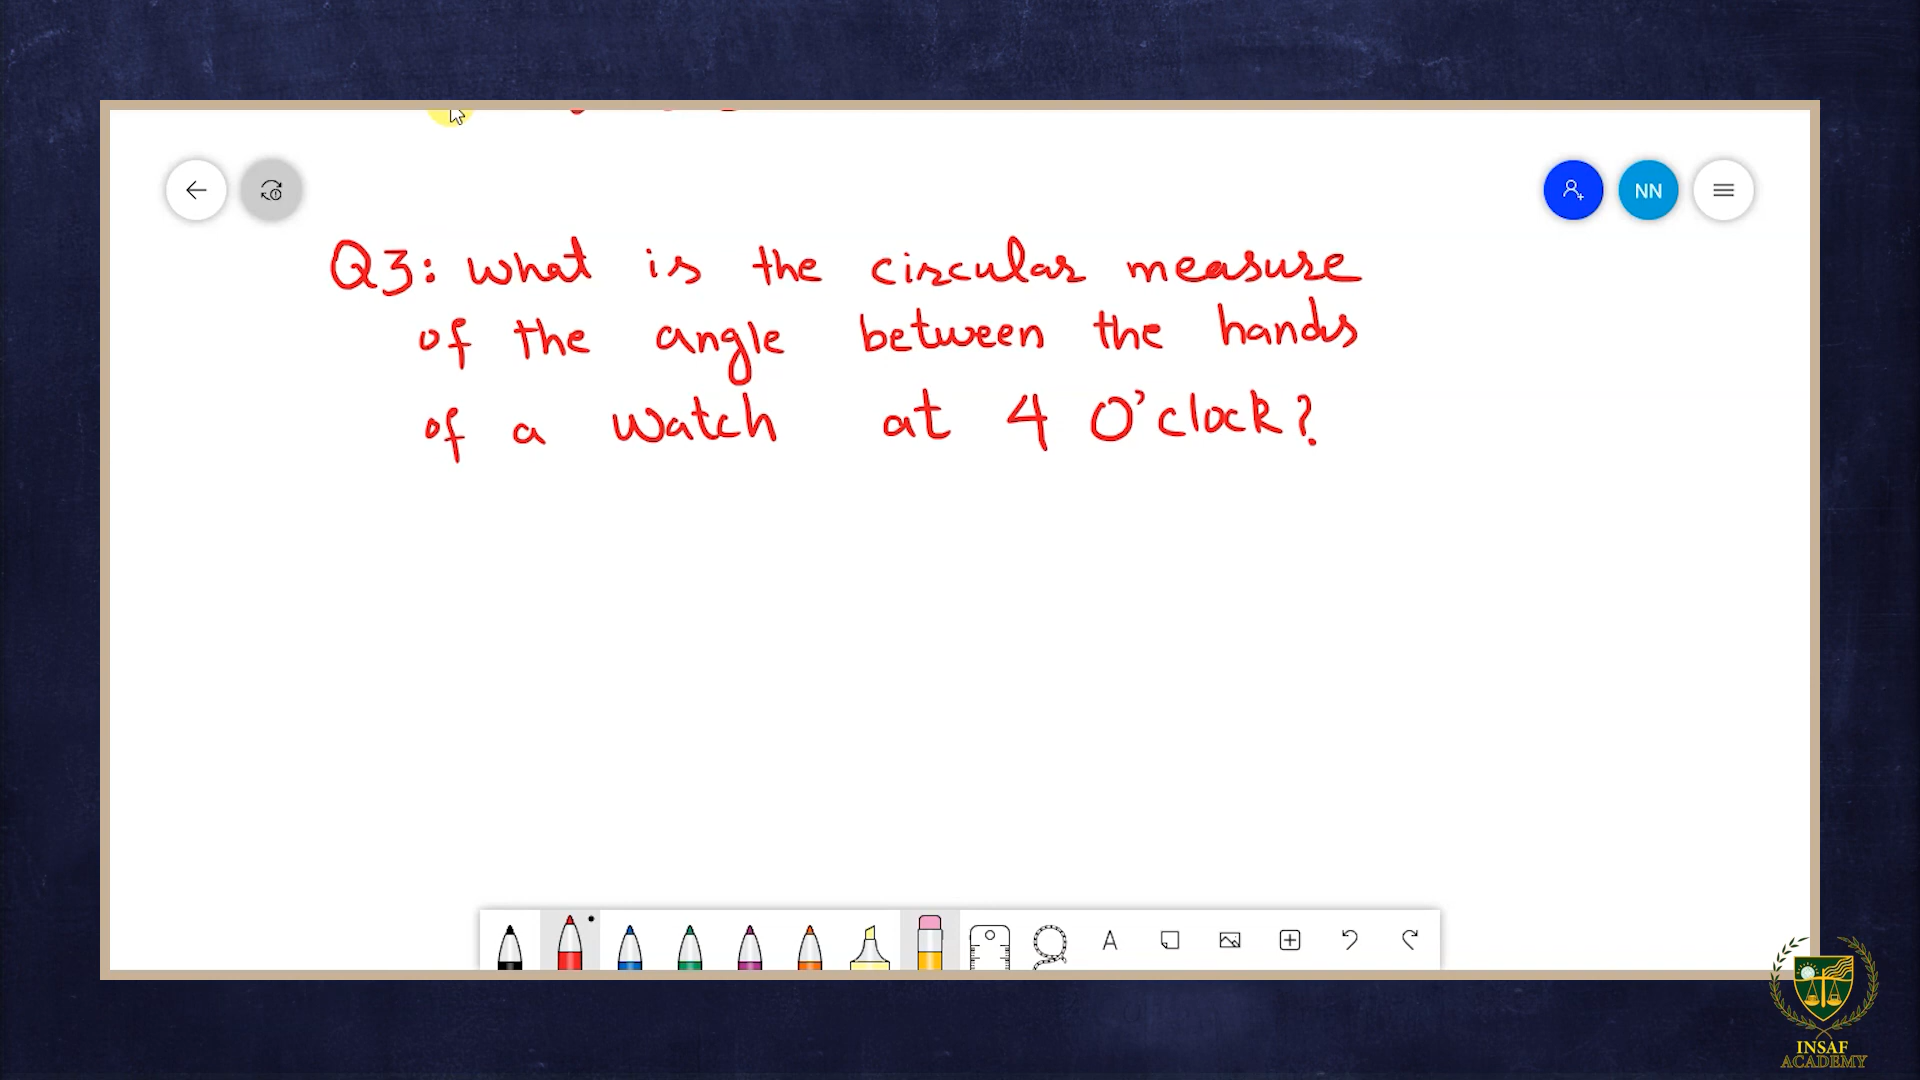 NN
Q3: what is the circular measure
of the angle between the hands
of a watch at 4 O'clock?
A
INSAF
ACADEMY